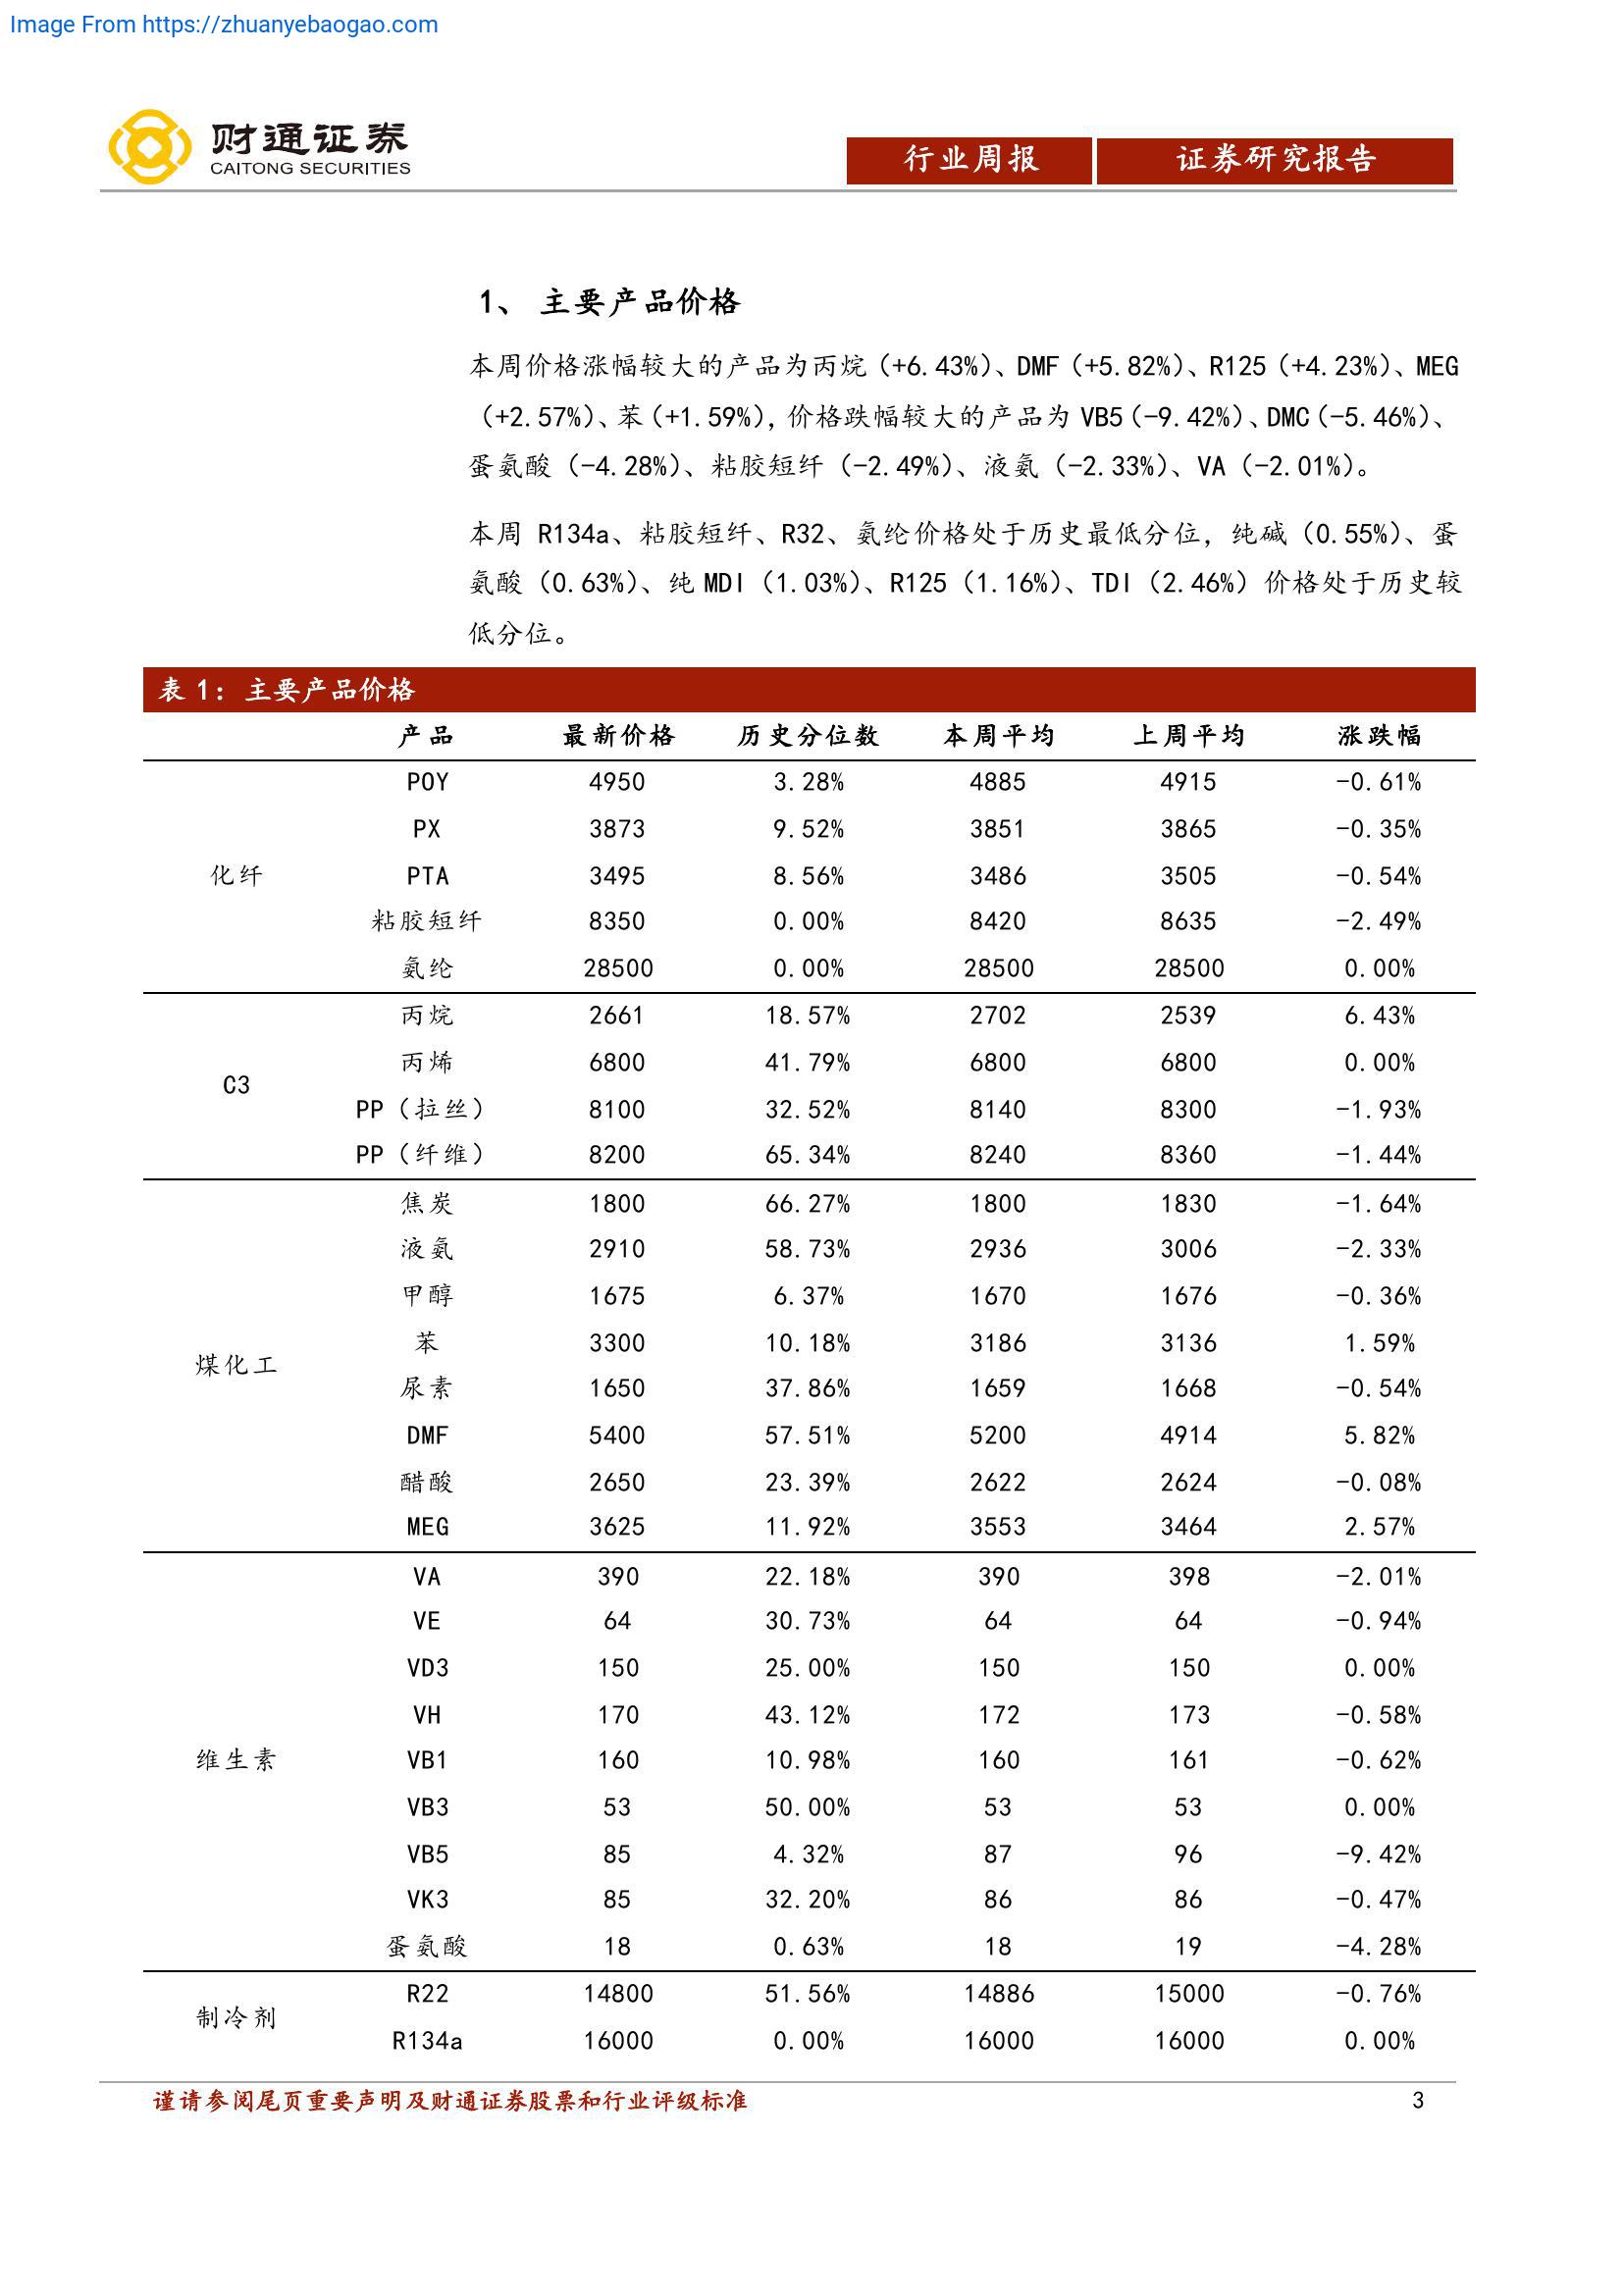 Image From https://zhuanyebaogao.com
财通证券
CAITONG SECURITIES
行业周报 证券研究报告
1、 主要产品价格
本周价格涨幅较大的产品为丙烷（+6.43%）、DMF（+5.82%）、R125（+4.23%）、MEG
（+2.57%）、苯（+1.59%），价格跌幅较大的产品为 VB5（-9.42%）、DMC（-5.46%）、
蛋氨酸（-4.28%）、粘胶短纤（-2.49%）、液氨（-2.33%）、VA（-2.01%）。
本周 R134a、粘胶短纤、R32、氨纶价格处于历史最低分位，纯碱（0.55%）、蛋
氨酸（0.63%）、纯 MDI（1.03%）、R125（1.16%）、TDI（2.46%）价格处于历史较
低分位。
表 1：主要产品价格
产品 最新价格 历史分位数 本周平均 上周平均 涨跌幅
POY 4950 3.28% 4885 4915 -0.61%
PX 3873 9.52% 3851 3865 -0.35%
化纤 PTA 3495 8.56% 3486 3505 -0.54%
粘胶短纤 8350 0.00% 8420 8635 -2.49%
氨纶 28500 0.00% 28500 28500 0.00%
丙烷 2661 18.57% 2702 2539 6.43%
丙烯 6800 41.79% 6800 6800 0.00%
C3
PP（拉丝） 8100 32.52% 8140 8300 -1.93%
PP（纤维） 8200 65.34% 8240 8360 -1.44%
焦炭 1800 66.27% 1800 1830 -1.64%
液氨 2910 58.73% 2936 3006 -2.33%
甲醇 1675 6.37% 1670 1676 -0.36%
苯 3300 10.18% 3186 3136 1.59%
煤化工
尿素 1650 37.86% 1659 1668 -0.54%
DMF 5400 57.51% 5200 4914 5.82%
醋酸 2650 23.39% 2622 2624 -0.08%
MEG 3625 11.92% 3553 3464 2.57%
VA 390 22.18% 390 398 -2.01%
VE 64 30.73% 64 64 -0.94%
VD3 150 25.00% 150 150 0.00%
VH 170 43.12% 172 173 -0.58%
维生素 VB1 160 10.98% 160 161 -0.62%
VB3 53 50.00% 53 53 0.00%
VB5 85 4.32% 87 96 -9.42%
VK3 85 32.20% 86 86 -0.47%
蛋氨酸 18 0.63% 18 19 -4.28%
R22 14800 51.56% 14886 15000 -0.76%
制冷剂
R134a 16000 0.00% 16000 16000 0.00%
谨请参阅尾页重要声明及财通证券股票和行业评级标准 3